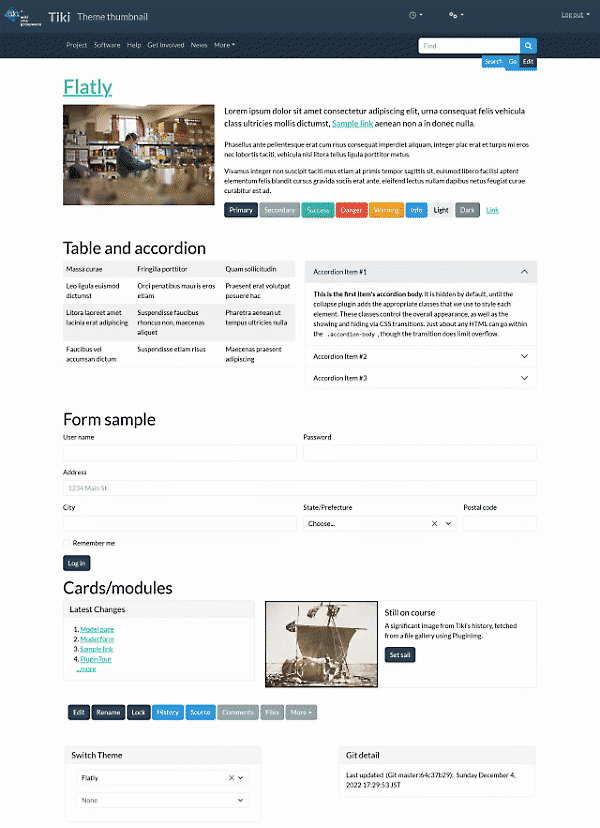 tiki wiki cms groupware
Tiki Theme thumbnail
Log out
Project Software Help Get Involved News More
Find
Search Go Edit
Flatly
Lorem ipsum dolor sit amet consectetur adipiscing elit, urna consequat felis vehicula
class ultricies mollis dictumst, Sample link aenean non a in donec nulla.
Phasellus ante pellentesque erat cum risus consequat imperdiet aliquam, integer plac erat et turpis mi eros
nec lobortis taciti, vehicula nisl litora tellus ligula porttitor metus.
Vivamus integer non suscipit taciti mus etiam at primis tempor sagittis sit, euismod libero facilisi aptent
elementum felis blandit cursus gravida sociis erat ante, eleifend lectus nullam dapibus netus feugiat curae
curabitur est ad.
Primary Secondary Success Danger Warning Info Light Dark Link
Table and accordion
Massa curae Fringilla porttitor Quam sollicitudin
Leo ligula euismod Orci penatibus mauris eros Praesent erat volutpat
dictumst etiam posuere hac
Litora laoreet amet Suspendisse faucibus Pharetra aenean ut
lacinia erat adipiscing rhoncus non, maecenas tempus ultricies nulla
aliquet
Faucibus vel Suspendisse etiam risus Maecenas praesent
accumsan dictum adipiscing
Accordion Item #1
This is the first item's accordion body. It is hidden by default, until the
collapse plugin adds the appropriate classes that we use to style each
element. These classes control the overall appearance, as well as the
showing and hiding via CSS transitions. Just about any HTML can go within
the .accordion-body , though the transition does limit overflow.
Accordion Item #2
Accordion Item #3
Form sample
User name Password
Address
1234 Main St
City State/Prefecture Postal code
Choose...
Remember me
Log in
Cards/modules
Latest Changes
1. Model page
2. Model form
3. Sample link
4. PluginTour
...more
Still on course
A significant image from Tiki's history, fetched
from a file gallery using PluginImg.
Set sail
Edit Rename Lock History Source Comments Files More
Switch Theme
Flatly
None
Git detail
Last updated (Git master:64c37b29): Sunday December 4,
2022 17:29:53 JST